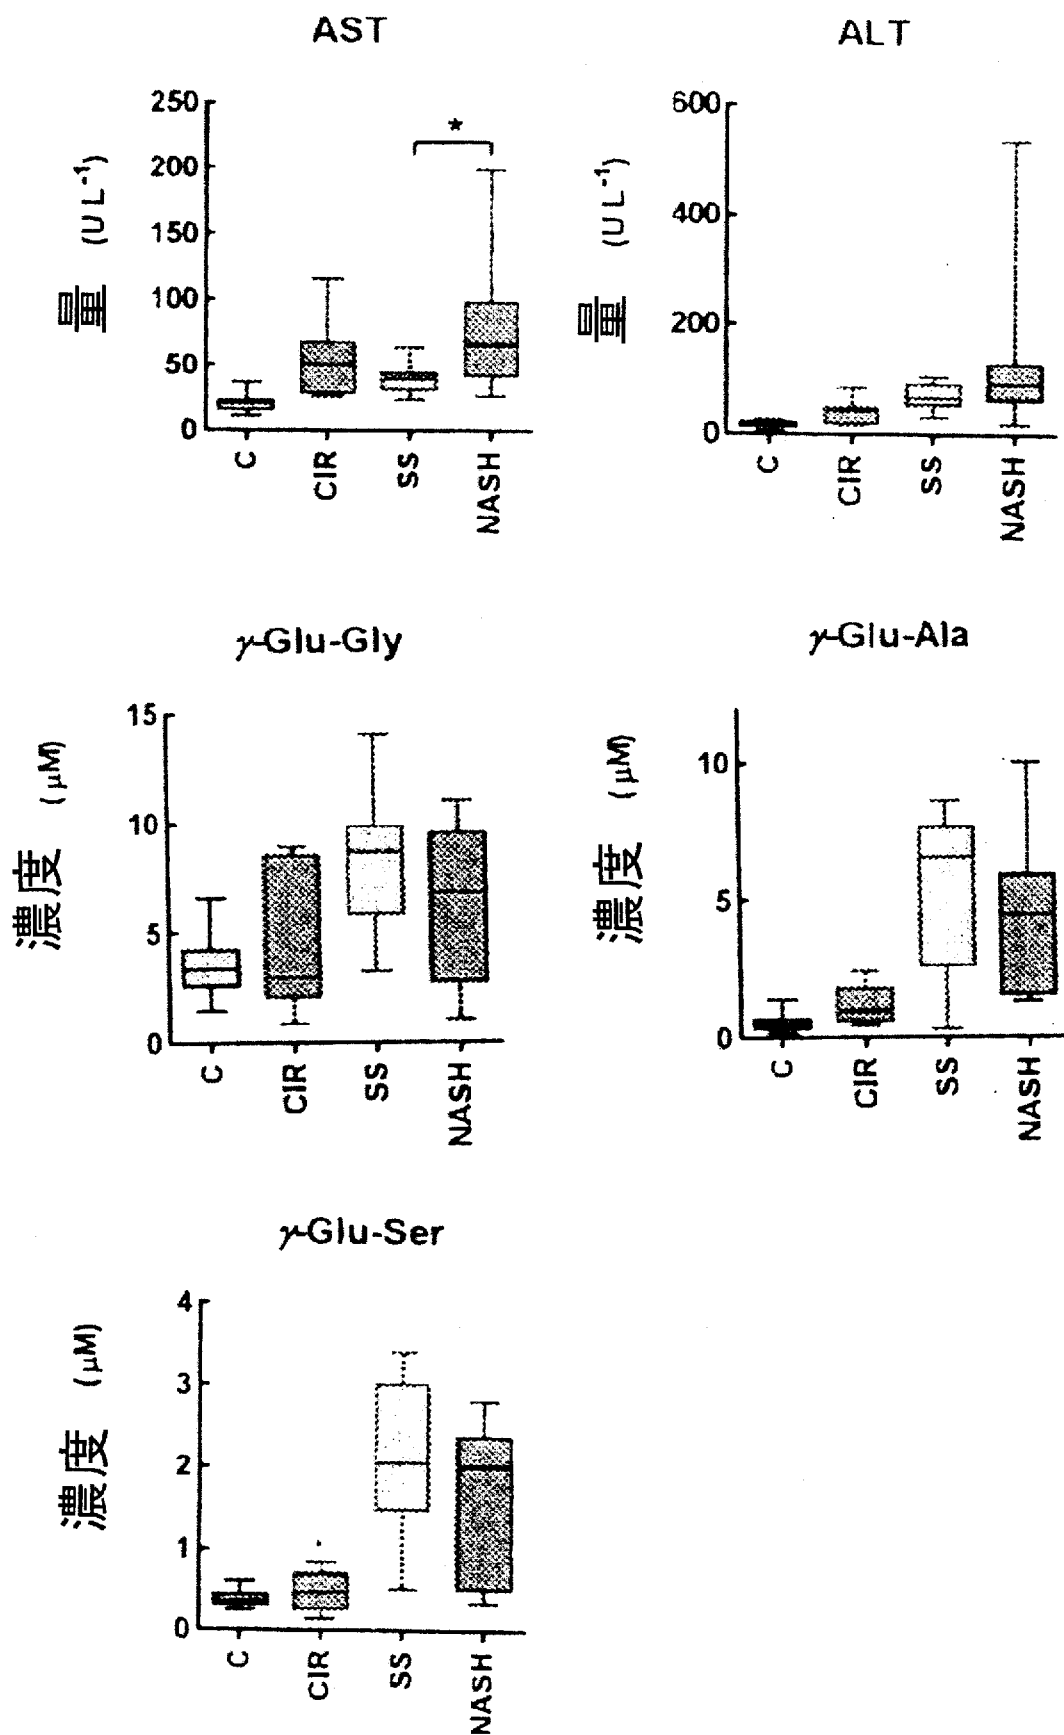 AST
量 (U L⁻¹)
250
200
150
100
50
0
*
C
CIR
SS
NASH
ALT
量 (U L⁻¹)
600
400
200
0
C
CIR
SS
NASH
γ-Glu-Gly
濃度 (μM)
15
10
5
0
C
CIR
SS
NASH
γ-Glu-Ala
濃度 (μM)
10
5
0
C
CIR
SS
NASH
γ-Glu-Ser
濃度 (μM)
4
3
2
1
0
C
CIR
SS
NASH